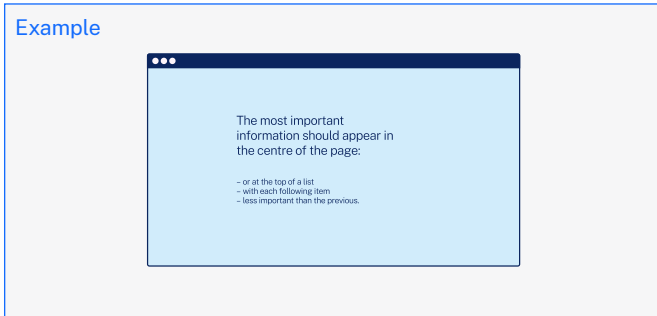 Example
The most important
information should appear in
the centre of the page:
– or at the top of a list
– with each following item
– less important than the previous.